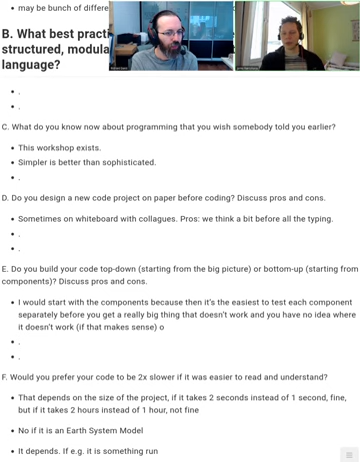 • may be bunch of differe
B. What best practi
structured, modula
language?
• .
• .
C. What do you know now about programming that you wish somebody told you earlier?
• This workshop exists.
• Simpler is better than sophisticated.
• .
D. Do you design a new code project on paper before coding? Discuss pros and cons.
• Sometimes on whiteboard with collagues. Pros: we think a bit before all the typing.
• .
• .
E. Do you build your code top-down (starting from the big picture) or bottom-up (starting from
components)? Discuss pros and cons.
• I would start with the components because then it's the easiest to test each component
separately before you get a really big thing that doesn't work and you have no idea where
it doesn't work (if that makes sense) o
• .
• .
F. Would you prefer your code to be 2x slower if it was easier to read and understand?
• That depends on the size of the project, if it takes 2 seconds instead of 1 second, fine,
but if it takes 2 hours instead of 1 hour, not fine
• No if it is an Earth System Model
• It depends. If e.g. it is something run